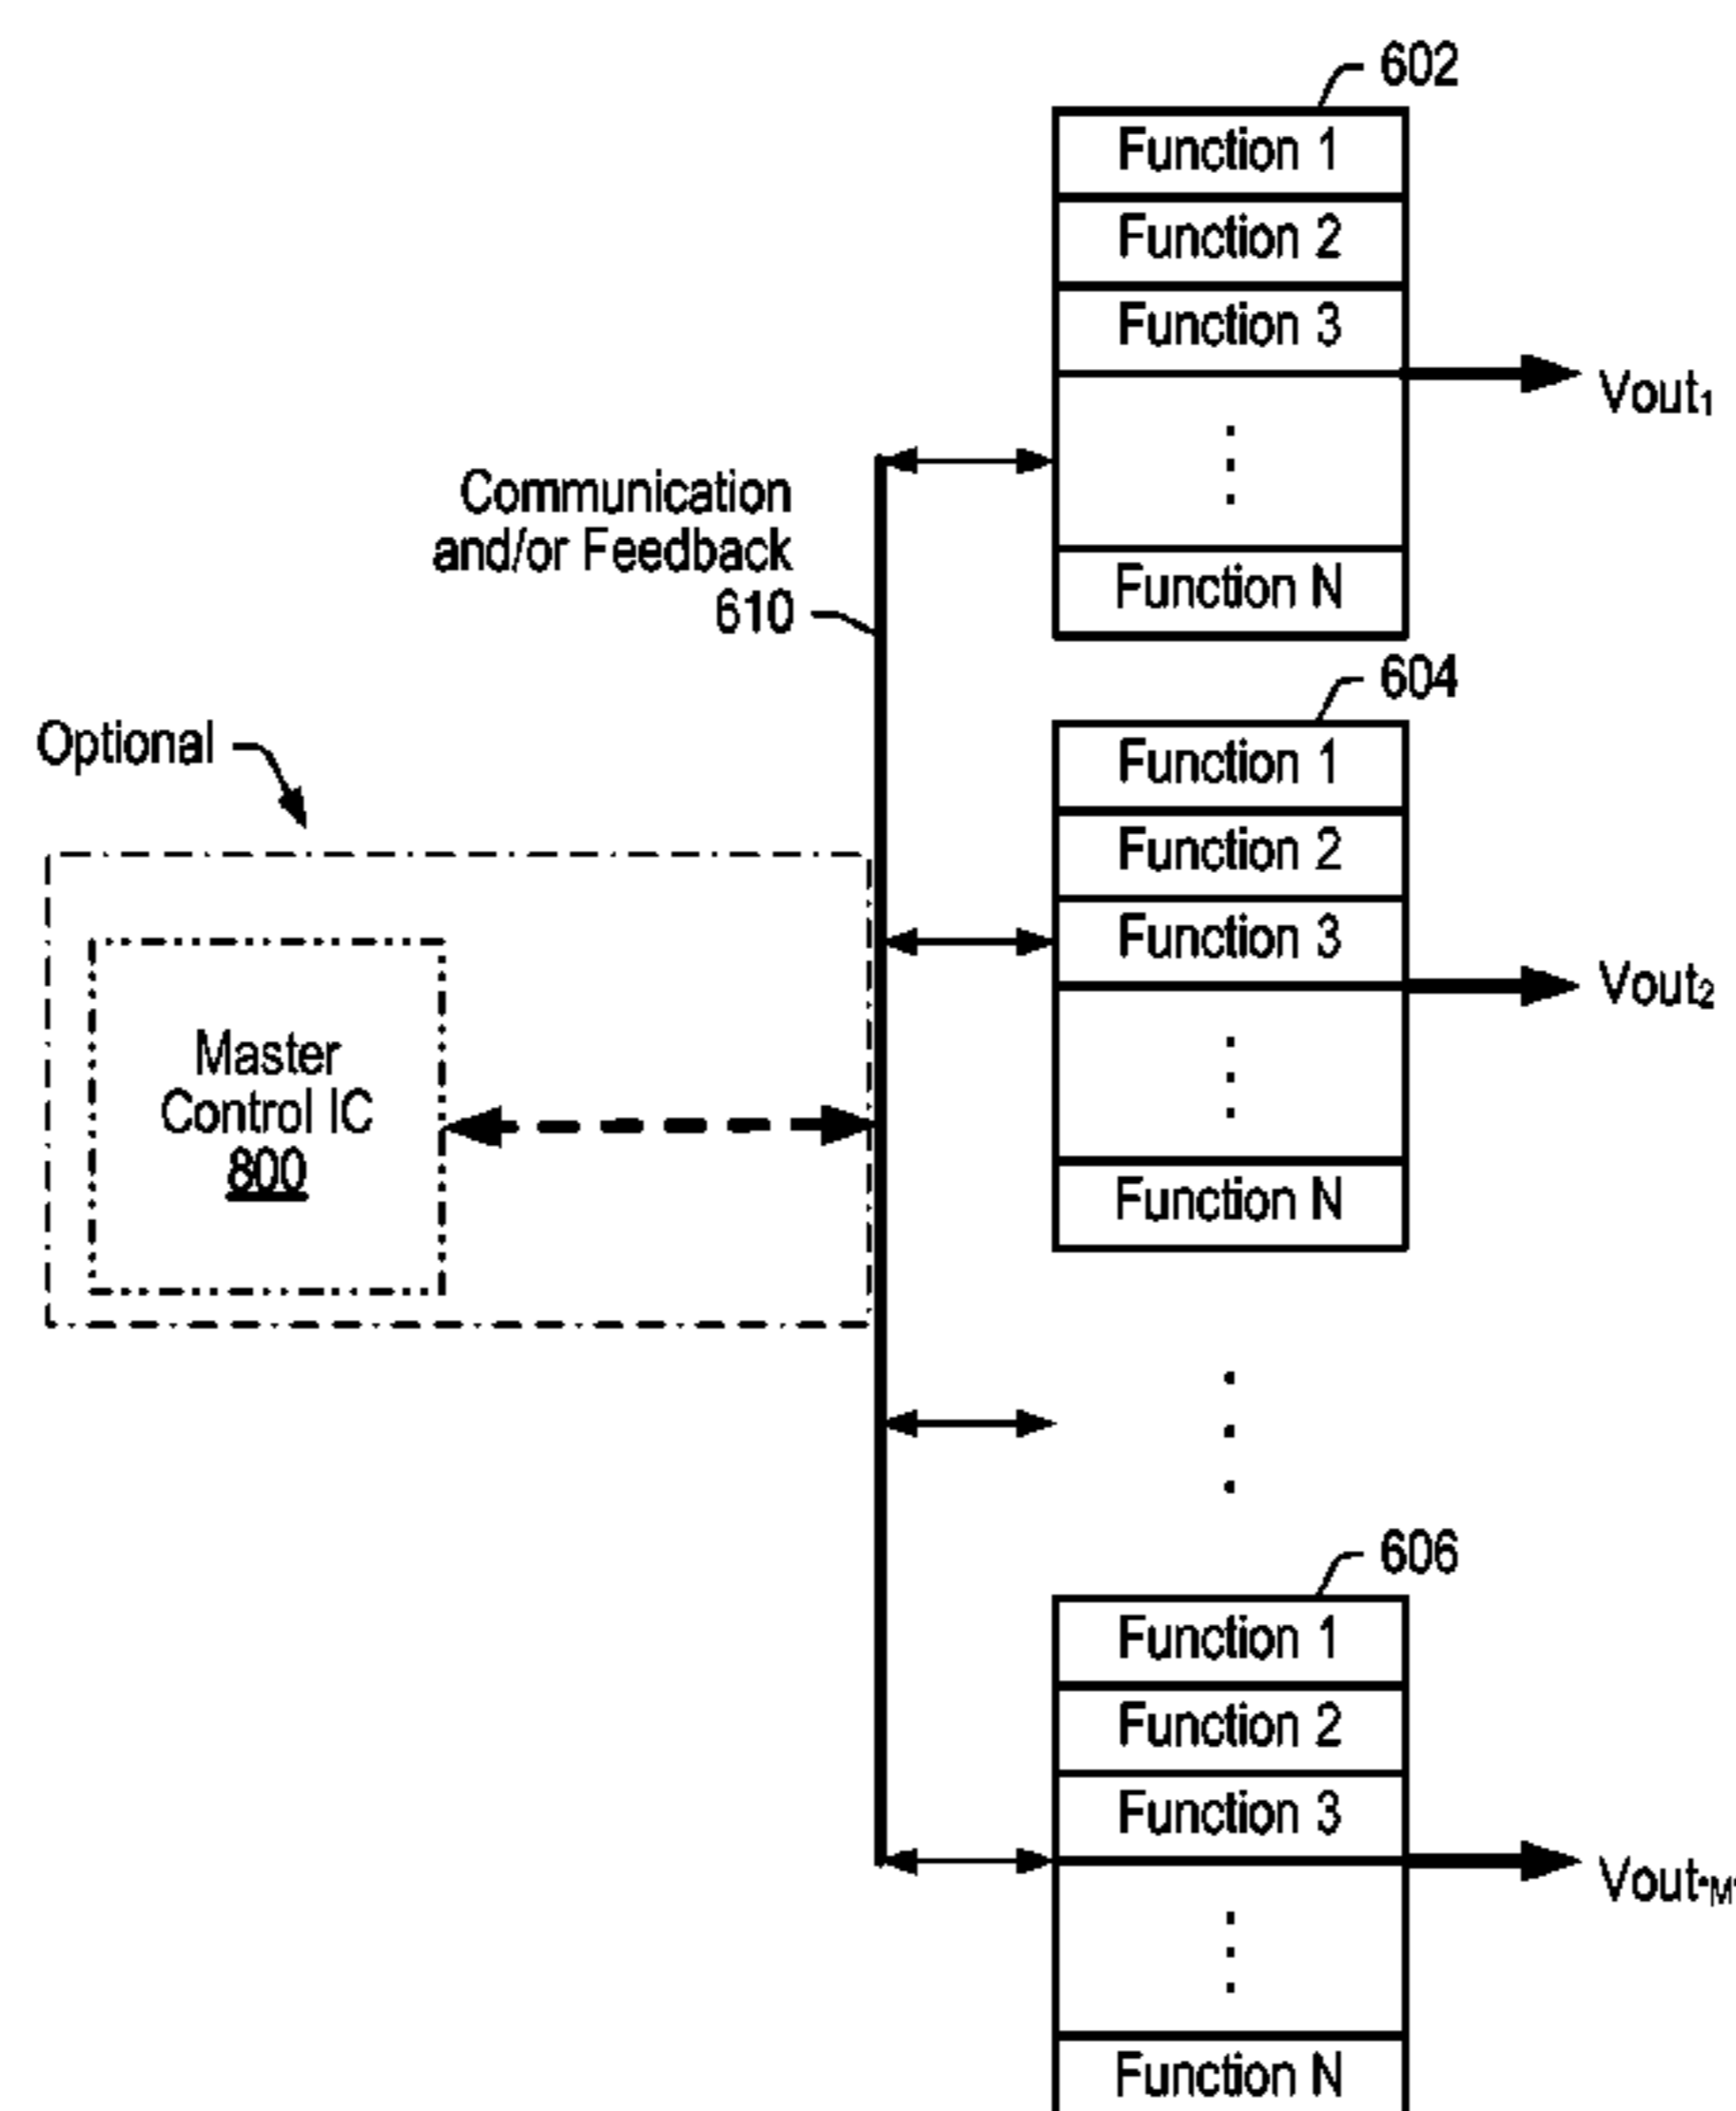 602
Function 1
Function 2
Function 3
Function N
Vout1
Communication
and/or Feedback
610
604
Function 1
Function 2
Function 3
Function N
Vout2
Optional
Master
Control IC
800
606
Function 1
Function 2
Function 3
Function N
Vout"M"